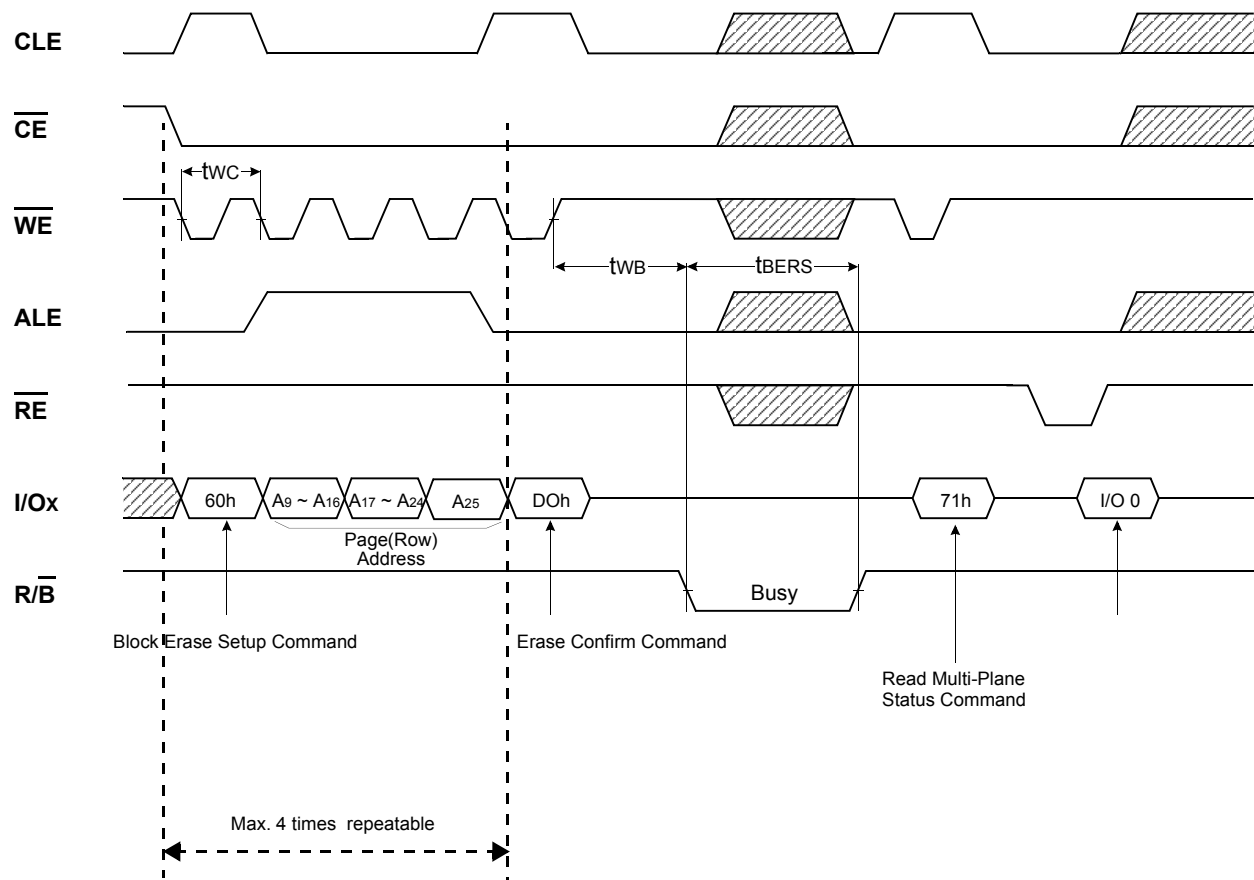 CLE
CE
tWC
WE
tWB
tBERS
ALE
RE
I/Ox
60h
A9 ~ A16
A17 ~ A24
A25
DOh
71h
I/O 0
Page(Row)
Address
R/B
Busy
Block Erase Setup Command
Erase Confirm Command
Read Multi-Plane
Status Command
Max. 4 times repeatable